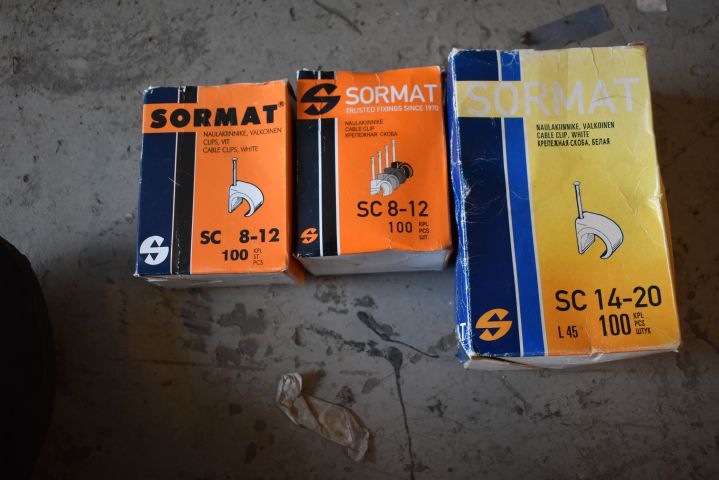 SORMAT®
NAULAKIINNIKE, VALKOINEN
CLIPS, VIT
CABLE CLIPS, WHITE
SC 8-12
100 KPL
ST
PCS
SORMAT
TRUSTED FIXINGS SINCE 1970
NAULAKIINNIKE
CABLE CLIP
КРЕПЕЖНАЯ СКОБА
SC 8-12
100 KPL
PCS
ШТ.
SORMAT
NAULAKIINNIKE, VALKOINEN
CABLE CLIP, WHITE
КРЕПЕЖНАЯ СКОБА, БЕЛАЯ
SC 14-20
L 45 100 KPL
PCS
ШТУК